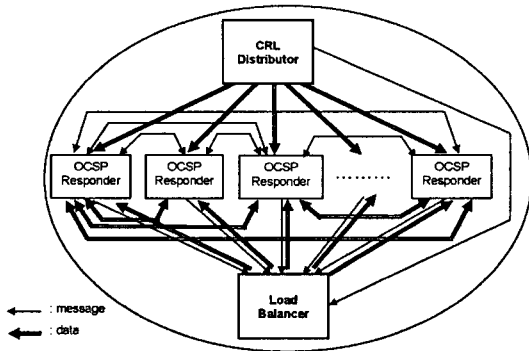 CRL
Distributor
OCSP
Responder
OCSP
Responder
OCSP
Responder
........
OCSP
Responder
Load
Balancer
: message
: data